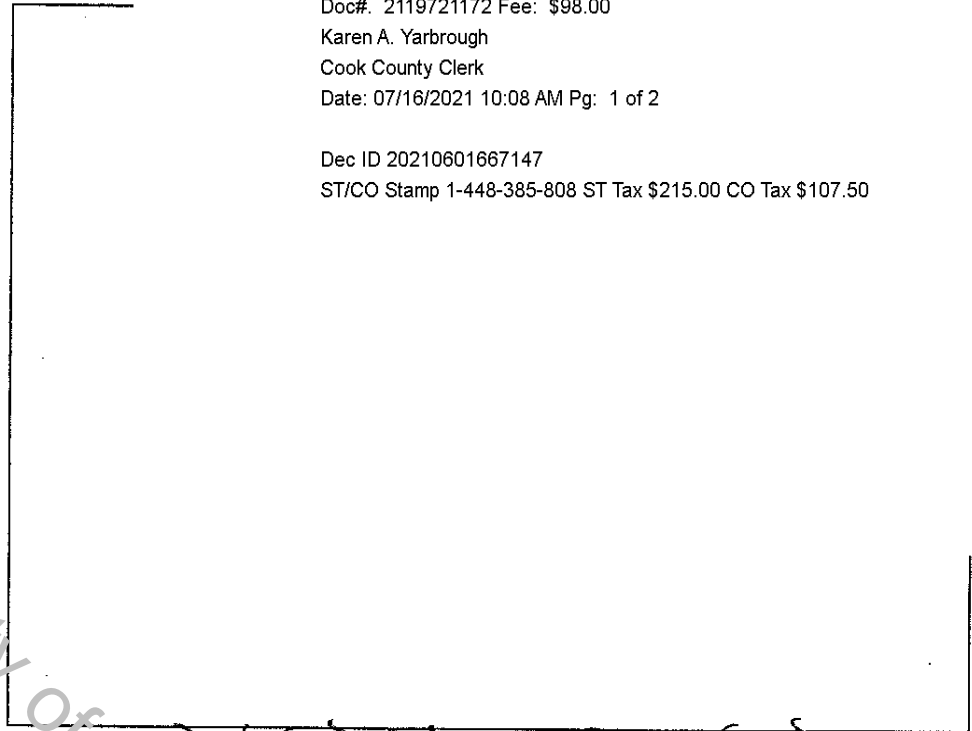 Doc#. 2119721172 Fee: $98.00
Karen A. Yarbrough
Cook County Clerk
Date: 07/16/2021 10:08 AM Pg: 1 of 2
Dec ID 20210601667147
ST/CO Stamp 1-448-385-808 ST Tax $215.00 CO Tax $107.50
Of